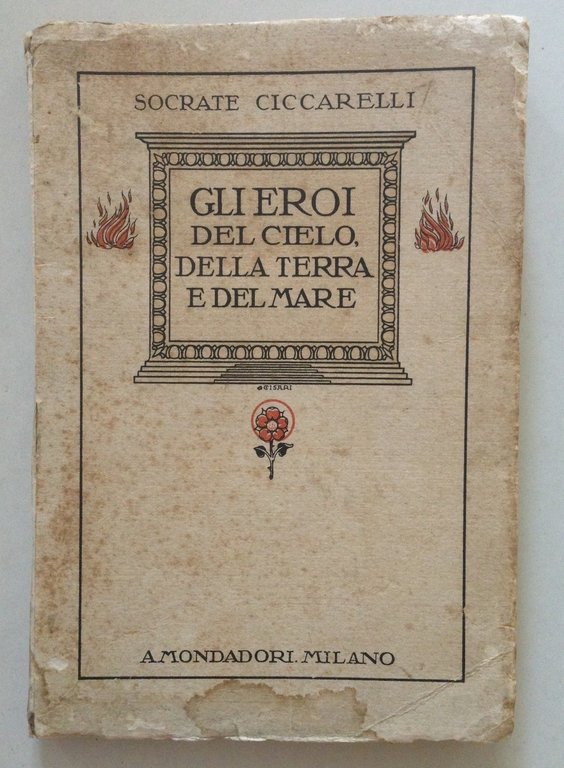 SOCRATE CICCARELLI
GLI EROI
DEL CIELO,
DELLA TERRA
E DEL MARE
CISARI
A. MONDADORI. MILANO